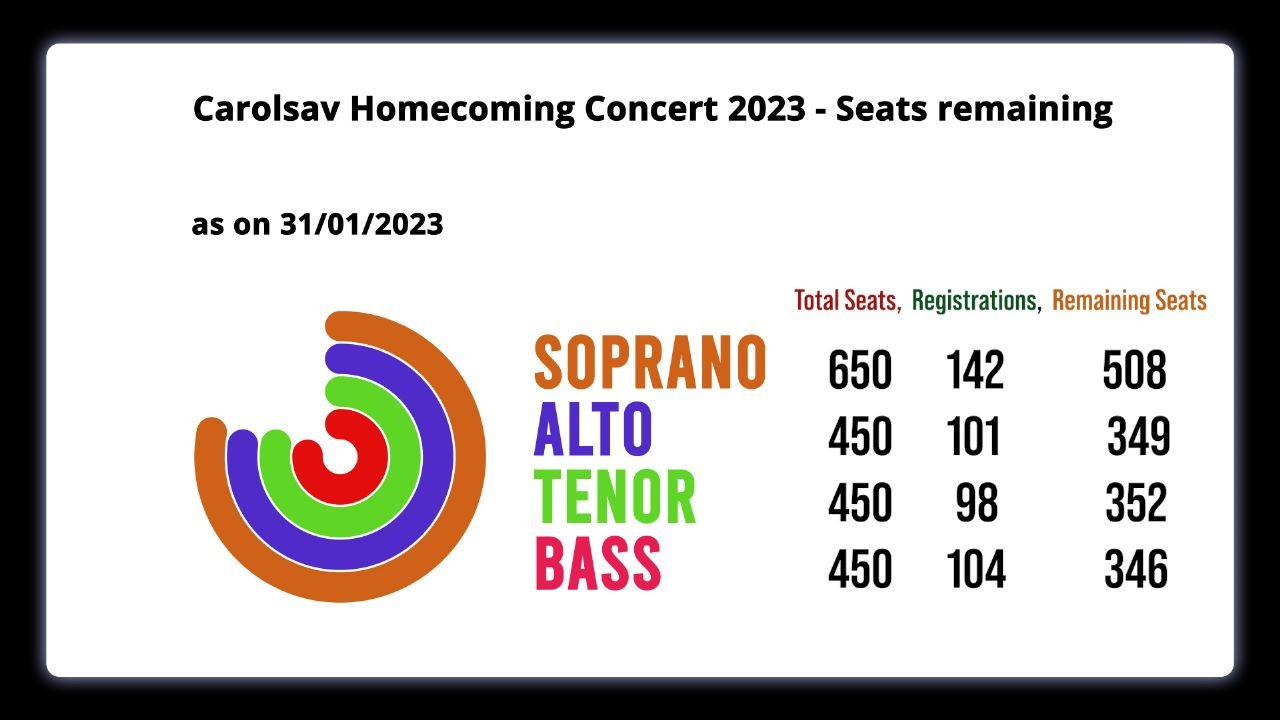 Carolsav Homecoming Concert 2023 - Seats remaining
as on 31/01/2023
Total Seats, Registrations, Remaining Seats
SOPRANO 650 142 508
ALTO 450 101 349
TENOR 450 98 352
BASS 450 104 346